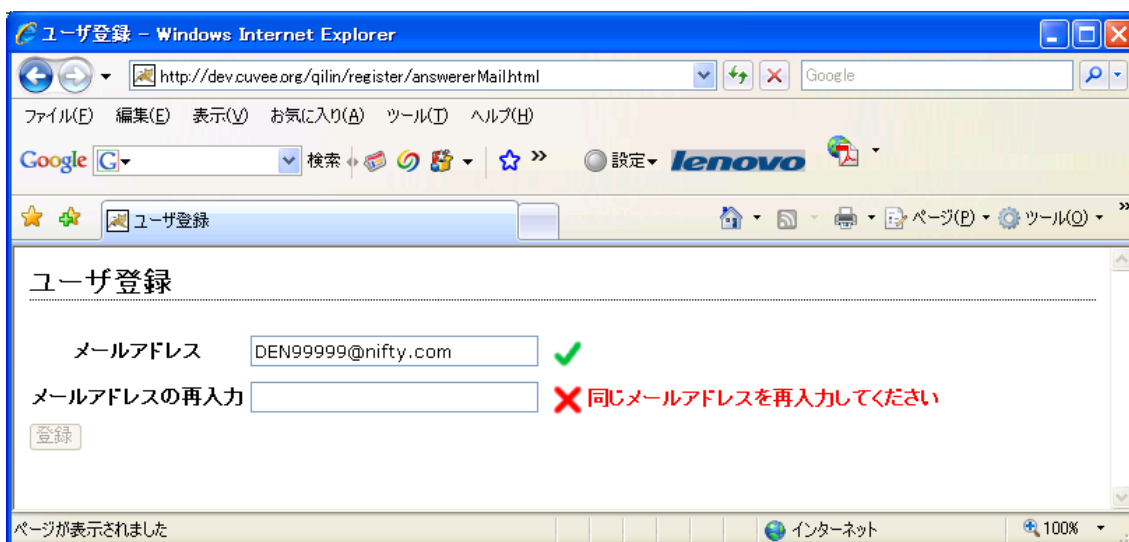 ユーザ登録 - Windows Internet Explorer
http://dev.cuvee.org/qilin/register/answererMail.html
Google
ファイル(F) 編集(E) 表示(V) お気に入り(A) ツール(T) ヘルプ(H)
Google G 検索 » 設定 lenovo
ユーザ登録 ページ(P) ツール(O) »
ユーザ登録
メールアドレス DEN99999@nifty.com
メールアドレスの再入力 同じメールアドレスを再入力してください
登録
ページが表示されました インターネット 100%